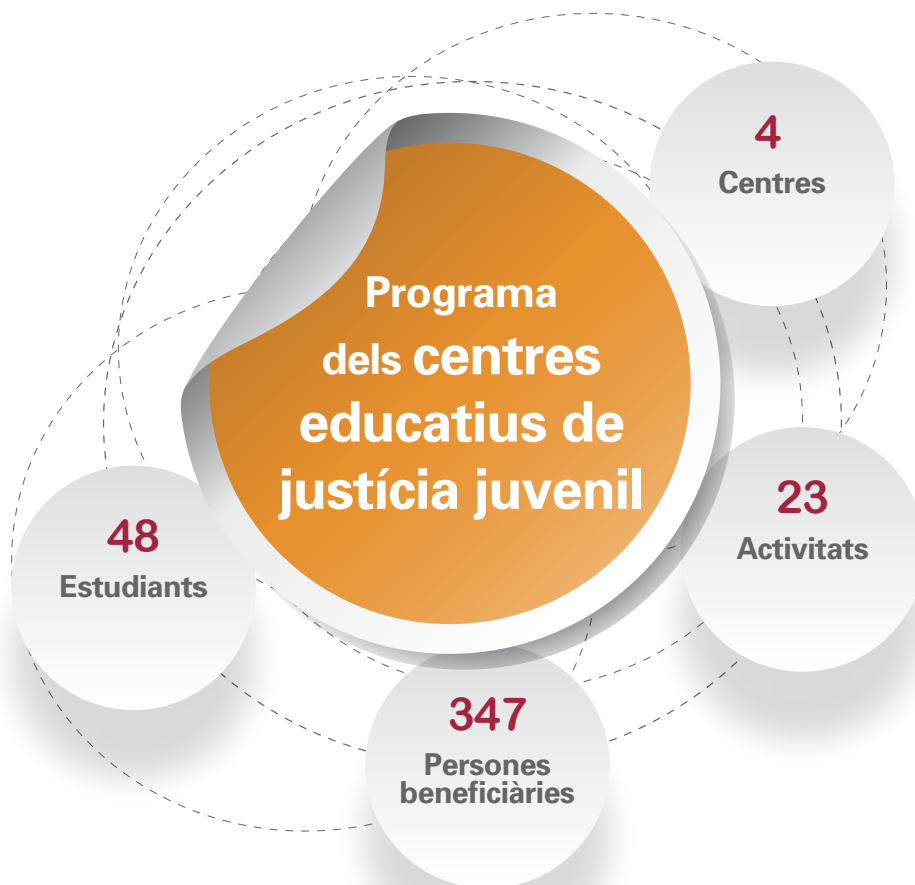 4
Centres
Programa
dels centres
educatius de
justícia juvenil
23
Activitats
48
Estudiants
347
Persones
beneficiàries